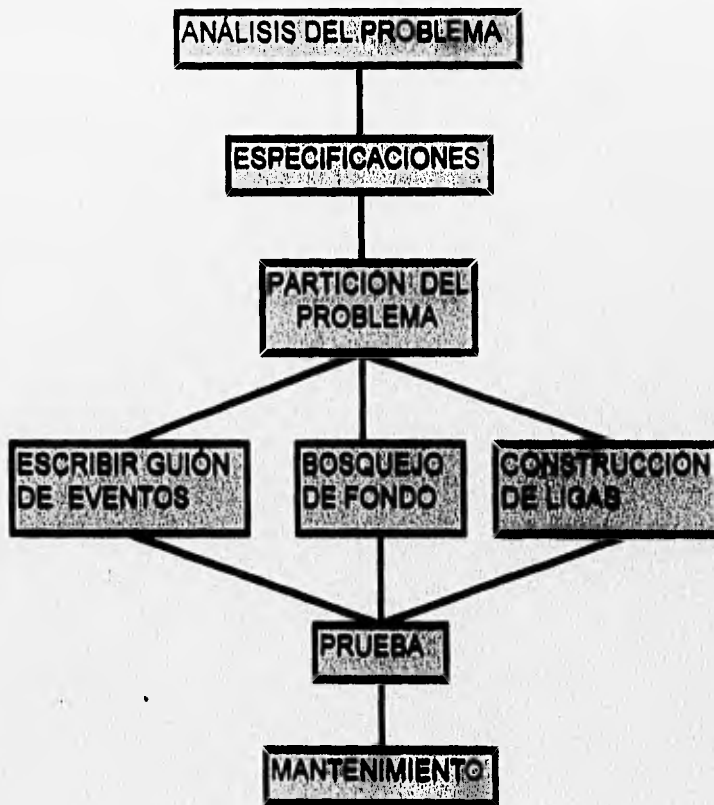 ANÁLISIS DEL PROBLEMA
ESPECIFICACIONES
PARTICION DEL
PROBLEMA
ESCRIBIR GUIÓN
DE EVENTOS
BOSQUEJO
DE FONDO
CONSTRUCCIÓN
DE LIGAS
PRUEBA
MANTENIMIENTO